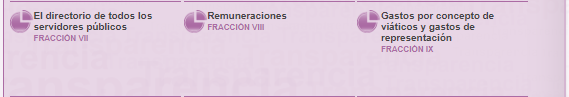 El directorio de todos los
servidores públicos
FRACCIÓN VII
Remuneraciones
FRACCIÓN VIII
Gastos por concepto de
viáticos y gastos de
representación
FRACCIÓN IX